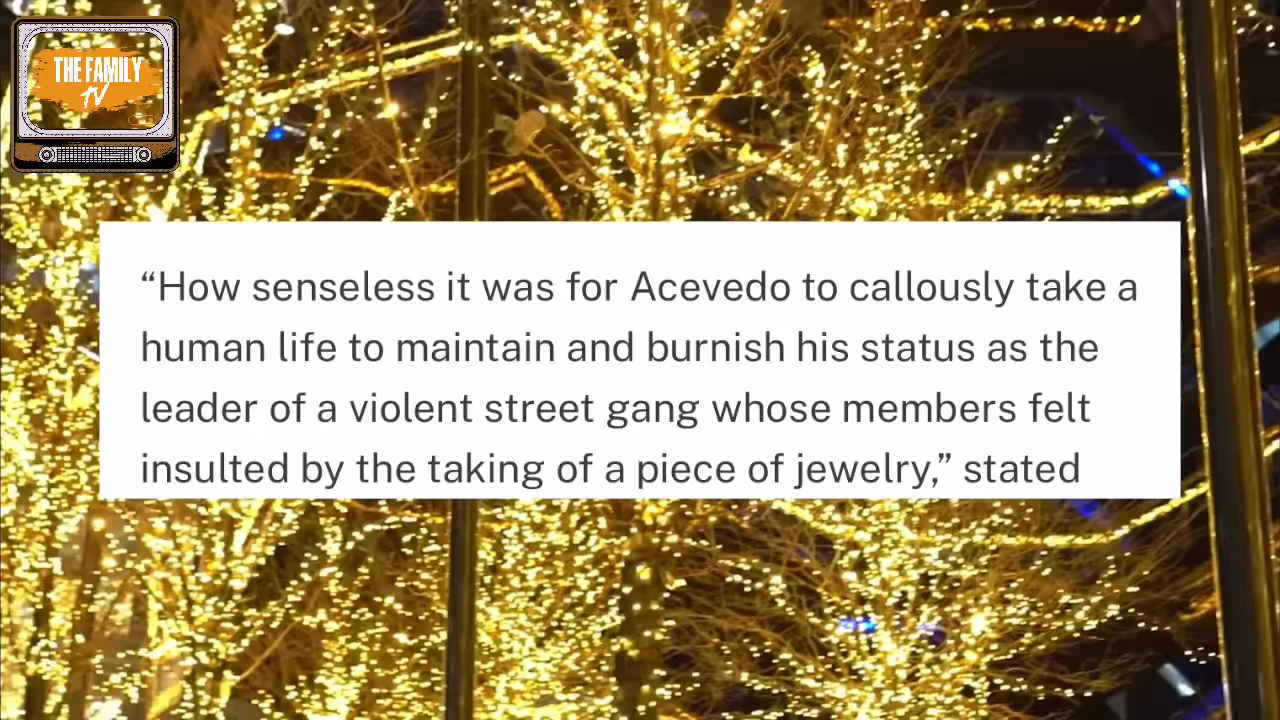 THE FAMILY
TV
“How senseless it was for Acevedo to callously take a
human life to maintain and burnish his status as the
leader of a violent street gang whose members felt
insulted by the taking of a piece of jewelry,” stated